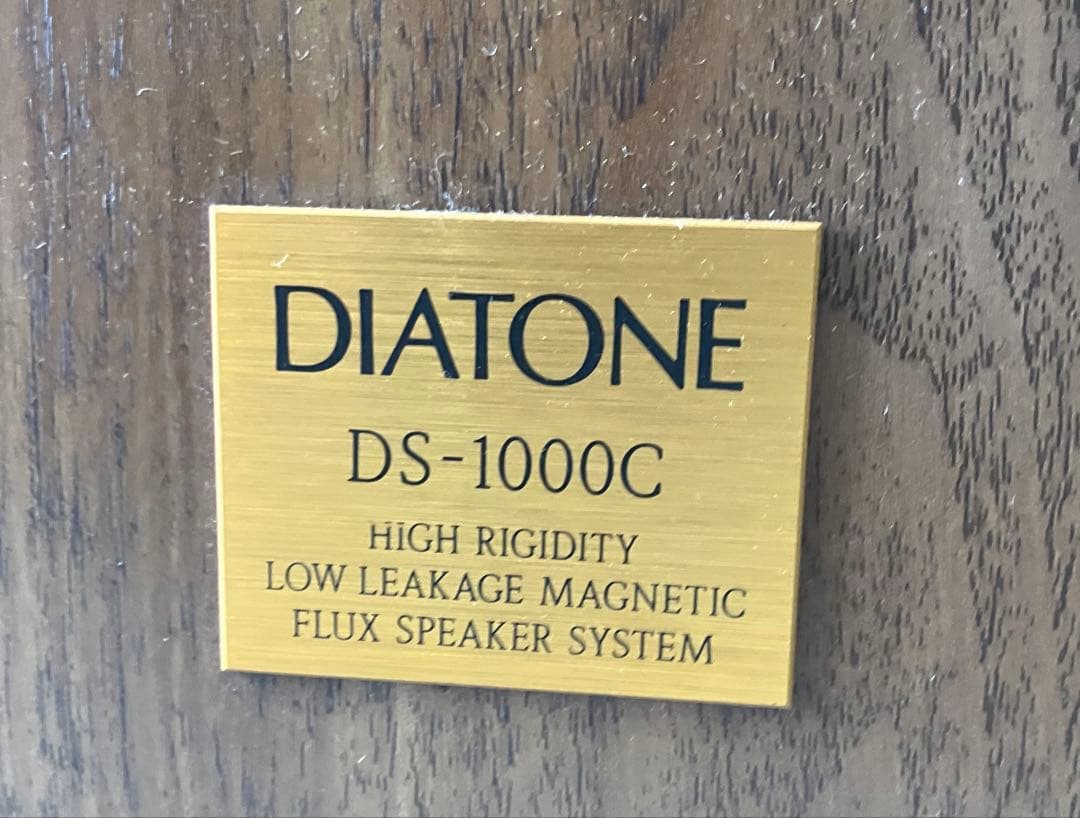 DIATONE
DS-1000C
HIGH RIGIDITY
LOW LEAKAGE MAGNETIC
FLUX SPEAKER SYSTEM